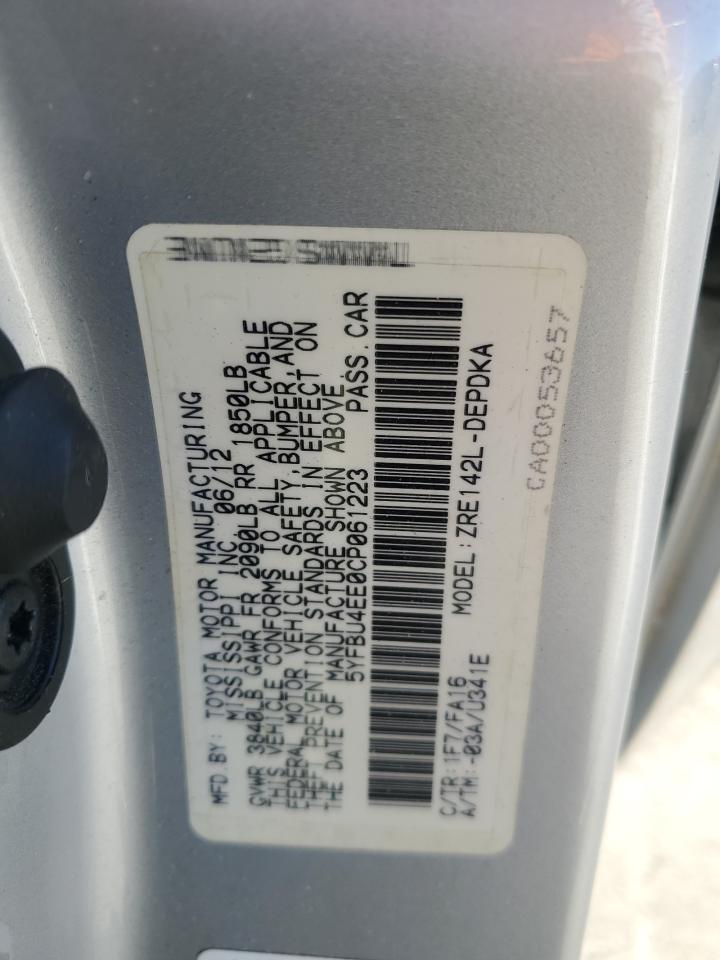 MFD.BY: TOYOTA MOTOR MANUFACTURING
MISSISSIPPI INC. 06/12
GVWR 3840LB GAWR FR 2090LB RR 1850LB
THIS VEHICLE CONFORMS TO ALL APPLICABLE
FEDERAL MOTOR VEHICLE SAFETY,BUMPER,AND
THEFT PREVENTION STANDARDS IN EFFECT ON
THE DATE OF MANUFACTURE SHOWN ABOVE.
5YFBU4EE0CP061223 PASS.CAR
C/TR:1F7/FA16 MODEL:ZRE142L-DEPDKA
A/TM:-03A/U341E
CA00053657